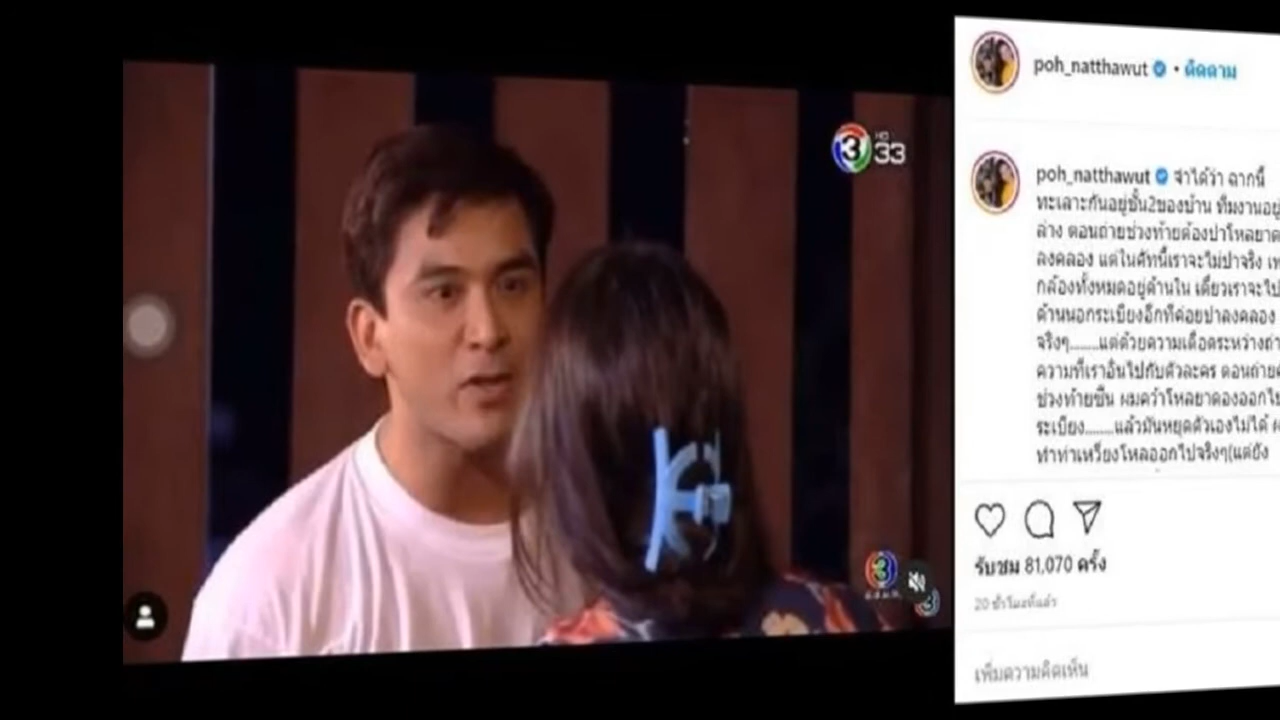 3 HD 33
3
3
poh_natthawut • ติดตาม
poh_natthawut จำได้ว่า ฉากนี้
ทะเลาะกันอยู่ชั้น2ของบ้าน ทีมงานอยู่
ล่าง ตอนถ่ายช่วงท้ายต้องปาโหลยาดอ
ลงคลอง แต่ในคัทนี้เราจะไม่ปาจริง
กล้องทั้งหมดอยู่ด้านใน เดี๋ยวเราจะไป
ด้านนอกระเบียงอีกทีค่อยปาลงคลอง
จริงๆ........แต่ด้วยความเดือดระหว่างถ่า
ความที่เราอินไปกับตัวละคร ตอนถ่าย
ช่วงท้ายซีน ผมคว้าโหลยาดองออกไป
ระเบียง........แล้วมันหยุดตัวเองไม่ได้
ทำท่าเหวี่ยงโหลออกไปจริงๆ(แต่ยัง
รับชม 81,070 ครั้ง
20 ชั่วโมงที่แล้ว
เพิ่มความคิดเห็น